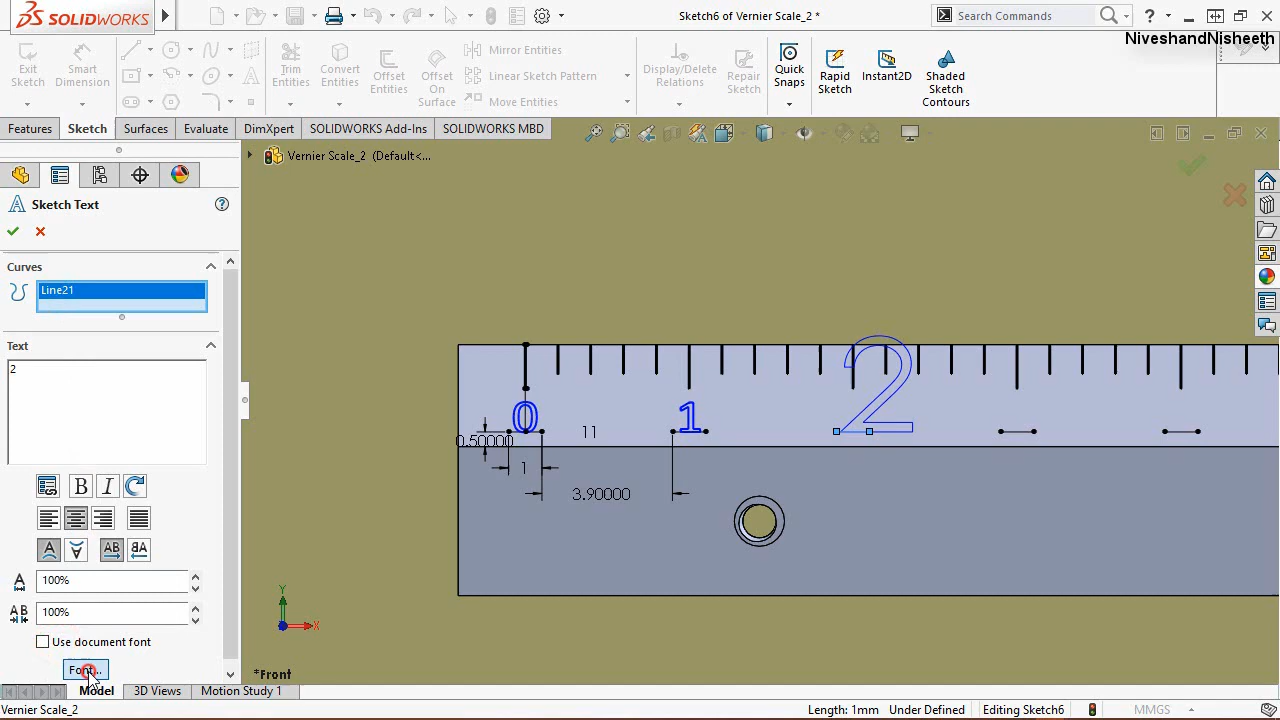 SOLIDWORKS
Sketch6 of Vernier Scale_2 *
Search Commands
NiveshandNisheeth
Exit Sketch
Smart Dimension
Trim Entities
Convert Entities
Offset Entities
Offset On Surface
Mirror Entities
Linear Sketch Pattern
Move Entities
Display/Delete Relations
Repair Sketch
Quick Snaps
Rapid Sketch
Instant2D
Shaded Sketch Contours
Features
Sketch
Surfaces
Evaluate
DimXpert
SOLIDWORKS Add-Ins
SOLIDWORKS MBD
Vernier Scale_2 (Default<...
Sketch Text
Curves
Line21
Text
2
B
I
AB
100%
AB
100%
Use document font
Font...
0
1
2
0.50000
11
1
3.90000
Y
X
*Front
Model
3D Views
Motion Study 1
Vernier Scale_2
Length: 1mm
Under Defined
Editing Sketch6
MMGS